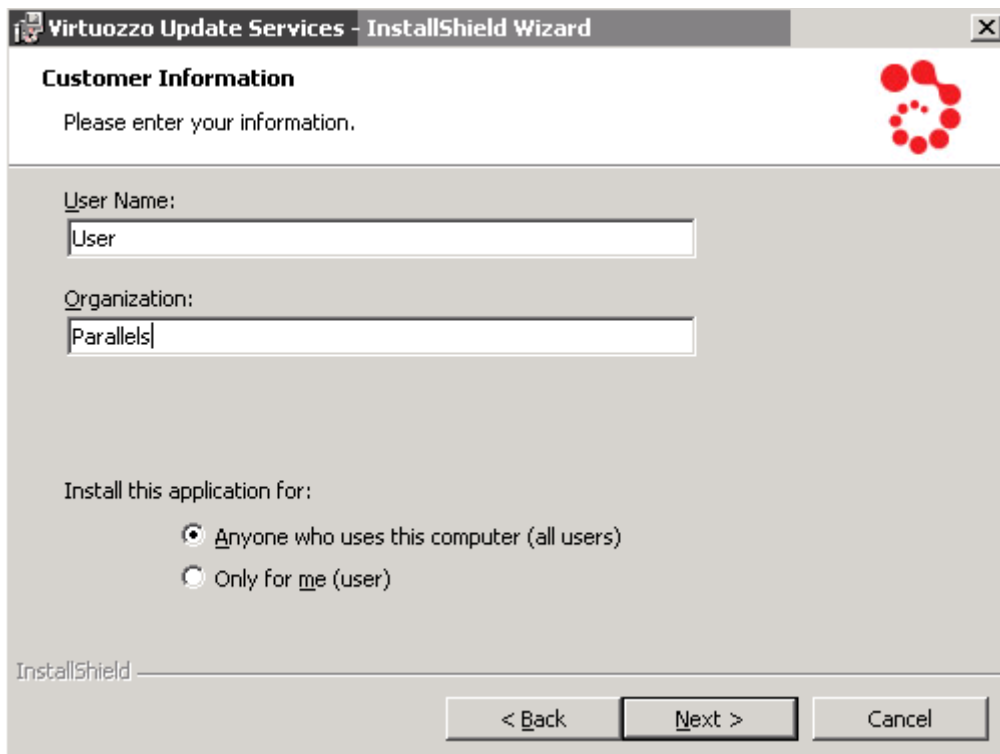 Virtuozzo Update Services - InstallShield Wizard
Customer Information
Please enter your information.
User Name:
User
Organization:
Parallels
Install this application for:
Anyone who uses this computer (all users)
Only for me (user)
InstallShield
< Back Next > Cancel